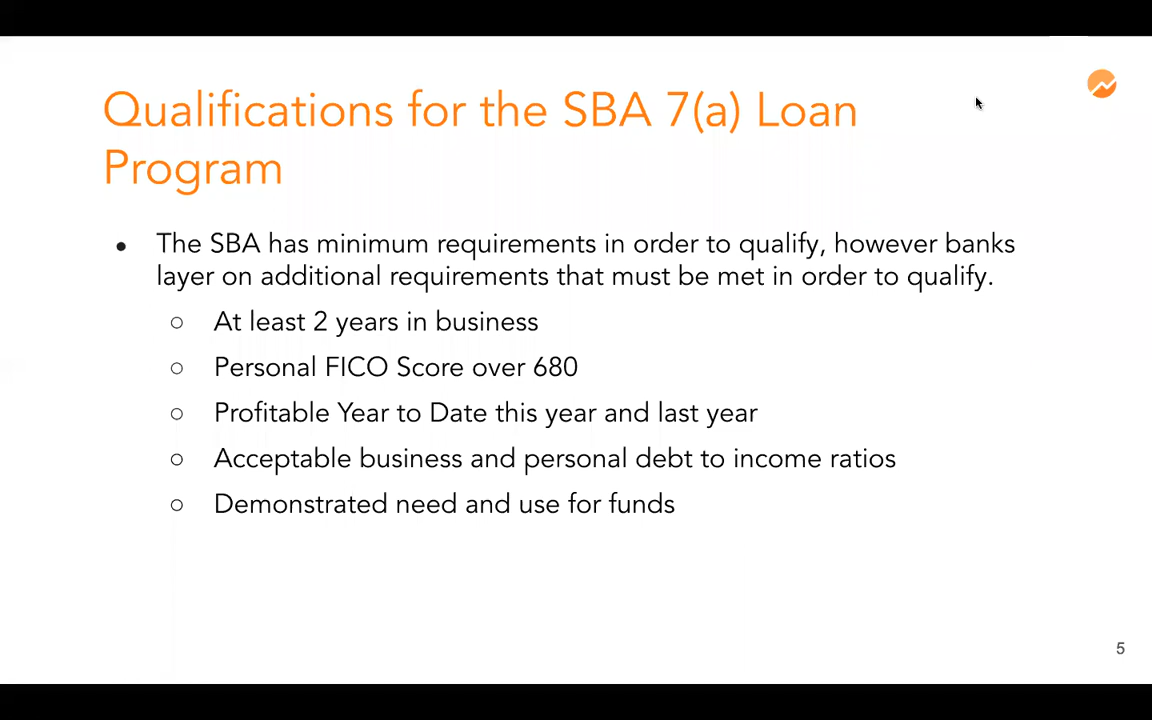 Qualifications for the SBA 7(a) Loan
Program
● The SBA has minimum requirements in order to qualify, however banks
layer on additional requirements that must be met in order to qualify.
○ At least 2 years in business
○ Personal FICO Score over 680
○ Profitable Year to Date this year and last year
○ Acceptable business and personal debt to income ratios
○ Demonstrated need and use for funds
5